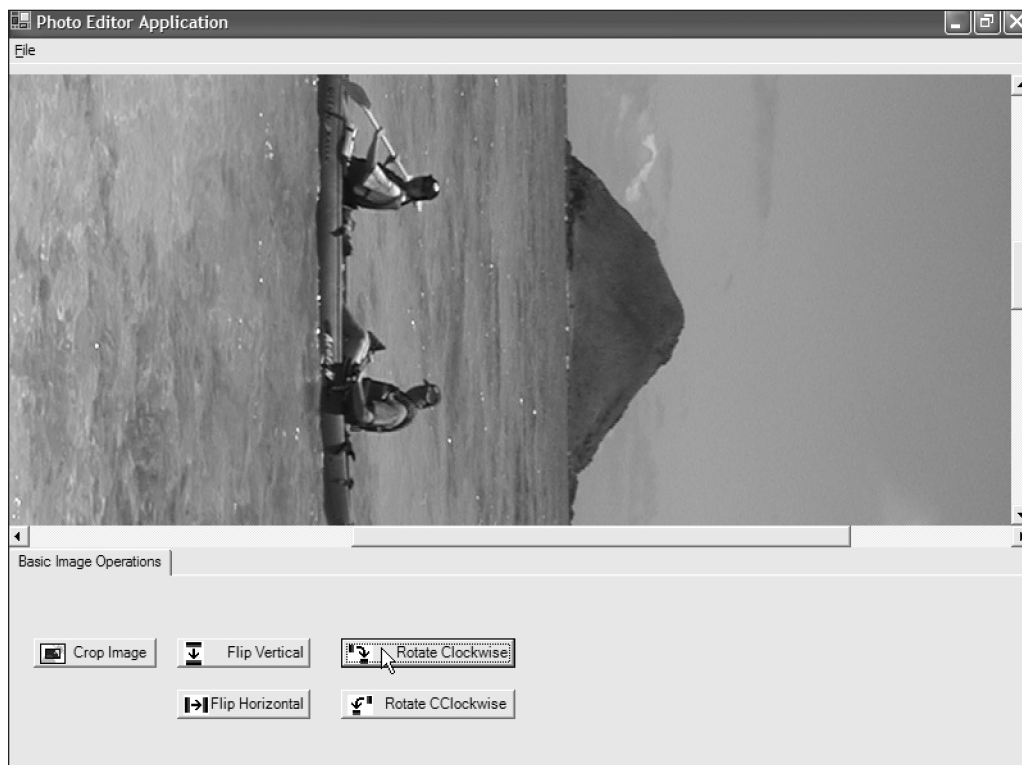 Photo Editor Application
File
Basic Image Operations
Crop Image
Flip Vertical
Rotate Clockwise
Flip Horizontal
Rotate CClockwise